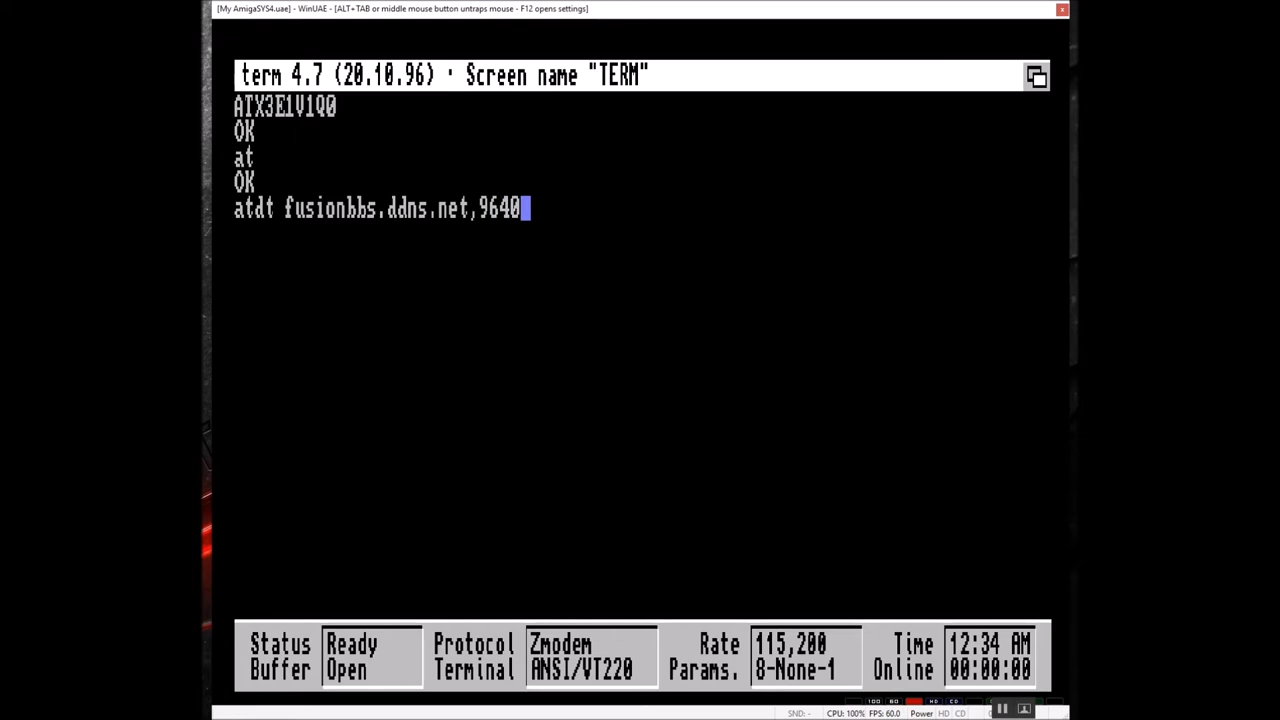 [My AmigaSYS4.uae] - WinUAE - [ALT+TAB or middle mouse button untraps mouse - F12 opens settings]
term 4.7 (20.10.96) · Screen name "TERM"
ATX3E1V1Q0
OK
at
OK
atdt fusionbbs.ddns.net,9640
Status Ready Protocol Zmodem Rate 115,200 Time 12:34 AM
Buffer Open Terminal ANSI/VT220 Params. 8-None-1 Online 00:00:00
SND: - CPU: 100% FPS: 60.0 Power HD CD